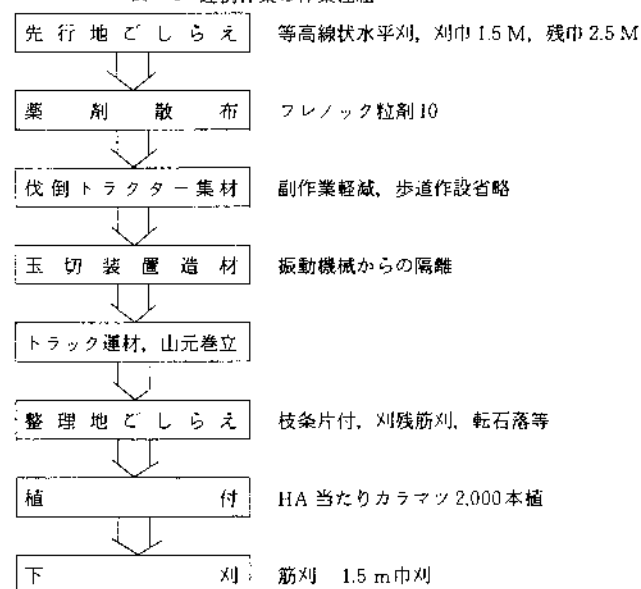 先行地ごしらえ 等高線状水平刈，刈巾1.5M，残巾2.5M
薬剤散布 フレノック粒剤10
伐倒トラクター集材 副作業軽減，歩道作設省略
玉切装置造材 振動機械からの隔離
トラック運材，山元巻立
整理地ごしらえ 枝条片付，刈残筋刈，転石落等
植付 HA当たりカラマツ2,000本植
下刈 筋刈 1.5m巾刈